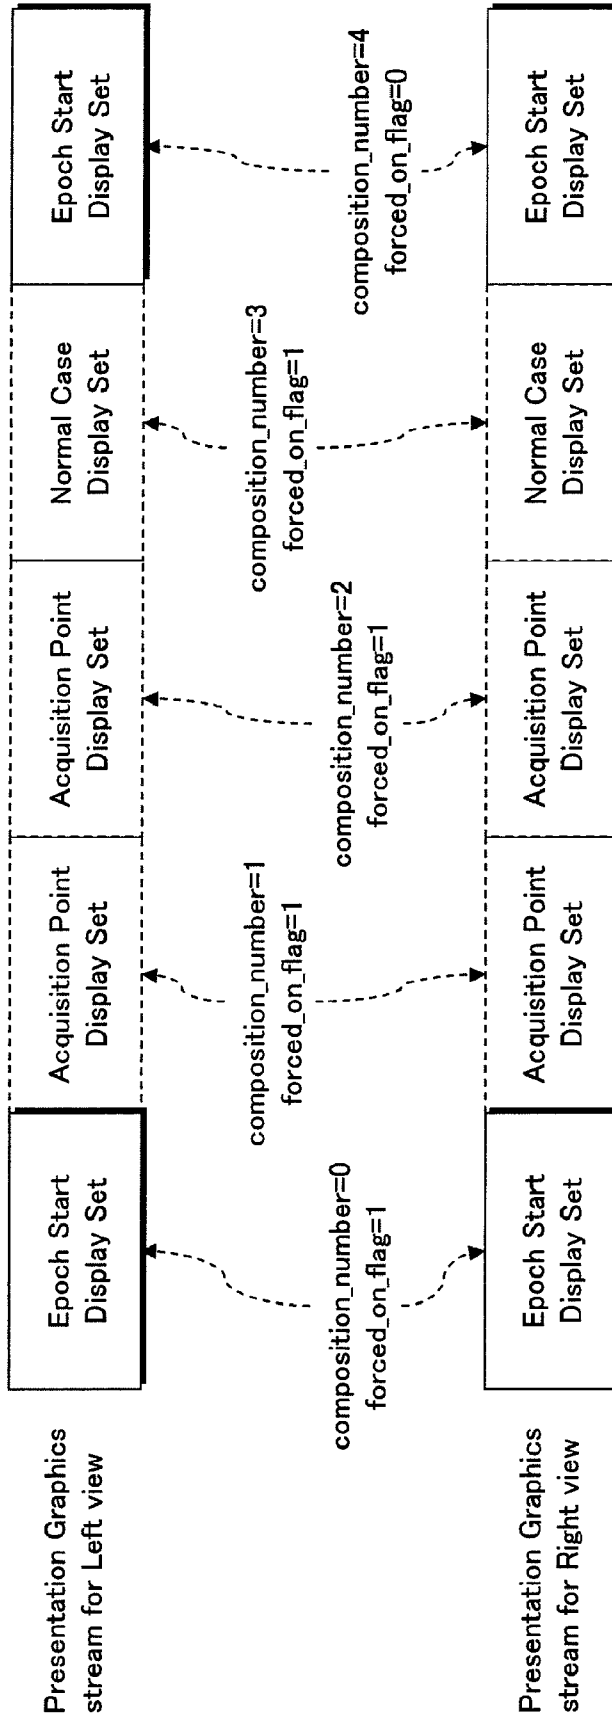 Presentation Graphics
stream for Left view
Epoch Start
Display Set
Acquisition Point
Display Set
Acquisition Point
Display Set
Normal Case
Display Set
Epoch Start
Display Set
composition_number=0
forced_on_flag=1
composition_number=1
forced_on_flag=1
composition_number=2
forced_on_flag=1
composition_number=3
forced_on_flag=1
composition_number=4
forced_on_flag=0
Presentation Graphics
stream for Right view
Epoch Start
Display Set
Acquisition Point
Display Set
Acquisition Point
Display Set
Normal Case
Display Set
Epoch Start
Display Set